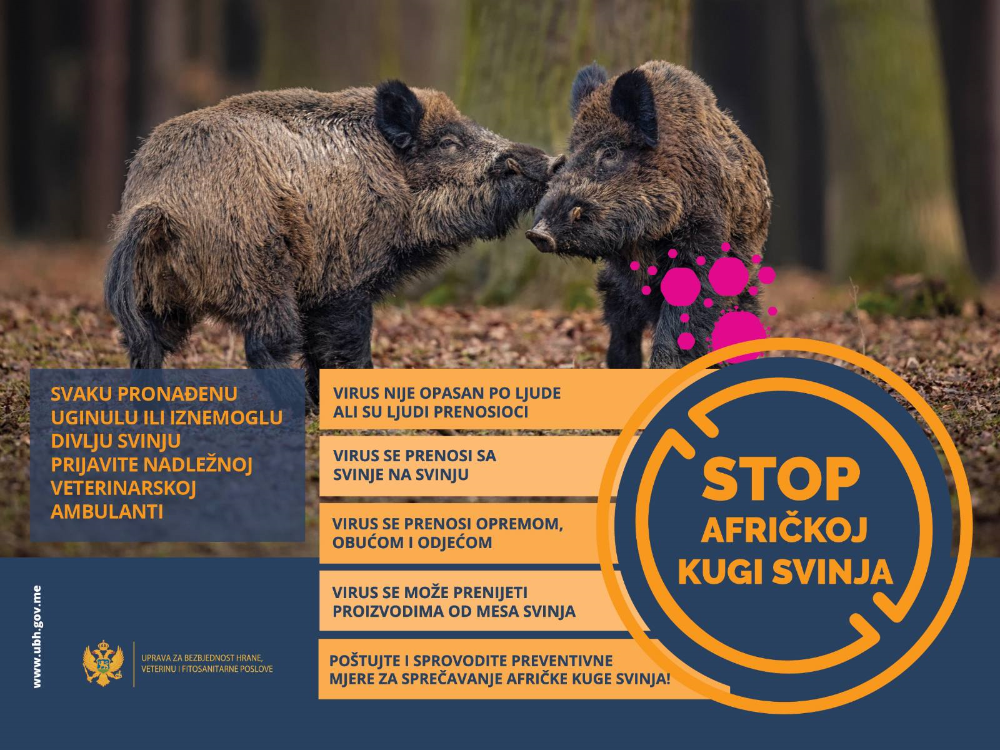 SVAKU PRONAĐENU
UGINULU ILI IZNEMOGLU
DIVLJU SVINJU
PRIJAVITE NADLEŽNOJ
VETERINARSKOJ
AMBULANTI
VIRUS NIJE OPASAN PO LJUDE
ALI SU LJUDI PRENOSIOCI
VIRUS SE PRENOSI SA
SVINJE NA SVINJU
VIRUS SE PRENOSI OPREMOM,
OBUĆOM I ODJEĆOM
VIRUS SE MOŽE PRENIJETI
PROIZVODIMA OD MESA SVINJA
POŠTUJTE I SPROVODITE PREVENTIVNE
MJERE ZA SPREČAVANJE AFRIČKE KUGE SVINJA!
STOP
AFRIČKOJ
KUGI SVINJA
www.ubh.gov.me
UPRAVA ZA BEZBJEDNOST HRANE,
VETERINU I FITOSANITARNE POSLOVE